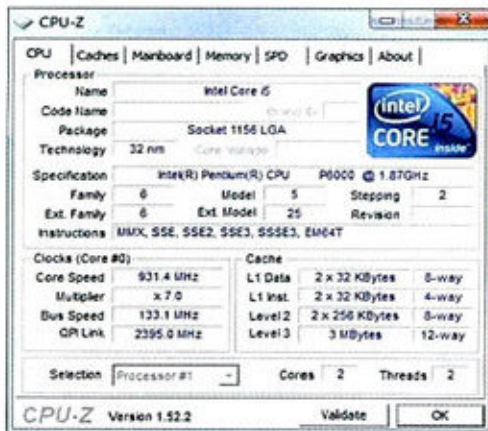 CPU-Z
CPU Caches Mainboard Memory SPD Graphics About
Processor
Name Intel Core i5
Code Name
Package Socket 1156 LGA
Technology 32 nm Core Voltage
intel CORE i5 inside
Specification Intel(R) Pentium(R) CPU P6000 @ 1.87GHz
Family 6 Model 5 Stepping 2
Ext. Family 6 Ext. Model 25 Revision
Instructions MMX, SSE, SSE2, SSE3, SSSE3, EM64T
Clocks (Core #0)
Core Speed 931.4 MHz
Multiplier x 7.0
Bus Speed 133.1 MHz
QPI Link 2395.0 MHz
Cache
L1 Data 2 x 32 KBytes 8-way
L1 Inst. 2 x 32 KBytes 4-way
Level 2 2 x 256 KBytes 8-way
Level 3 3 MBytes 12-way
Selection Processor #1 Cores 2 Threads 2
CPU-Z Version 1.52.2 Validate OK